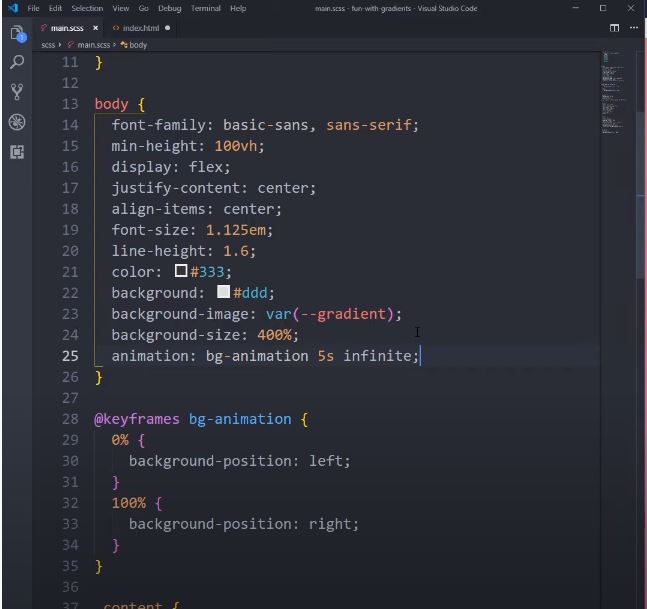 File Edit Selection View Go Debug Terminal Help main.scss - fun-with-gradients - Visual Studio Code
main.scss × index.html ●
scss › main.scss › body
1
11 }
12
13 body {
14 font-family: basic-sans, sans-serif;
15 min-height: 100vh;
16 display: flex;
17 justify-content: center;
18 align-items: center;
19 font-size: 1.125em;
20 line-height: 1.6;
21 color: #333;
22 background: #ddd;
23 background-image: var(--gradient);
24 background-size: 400%;
25 animation: bg-animation 5s infinite;
26 }
27
28 @keyframes bg-animation {
29 0% {
30 background-position: left;
31 }
32 100% {
33 background-position: right;
34 }
35 }
36
37 .content {